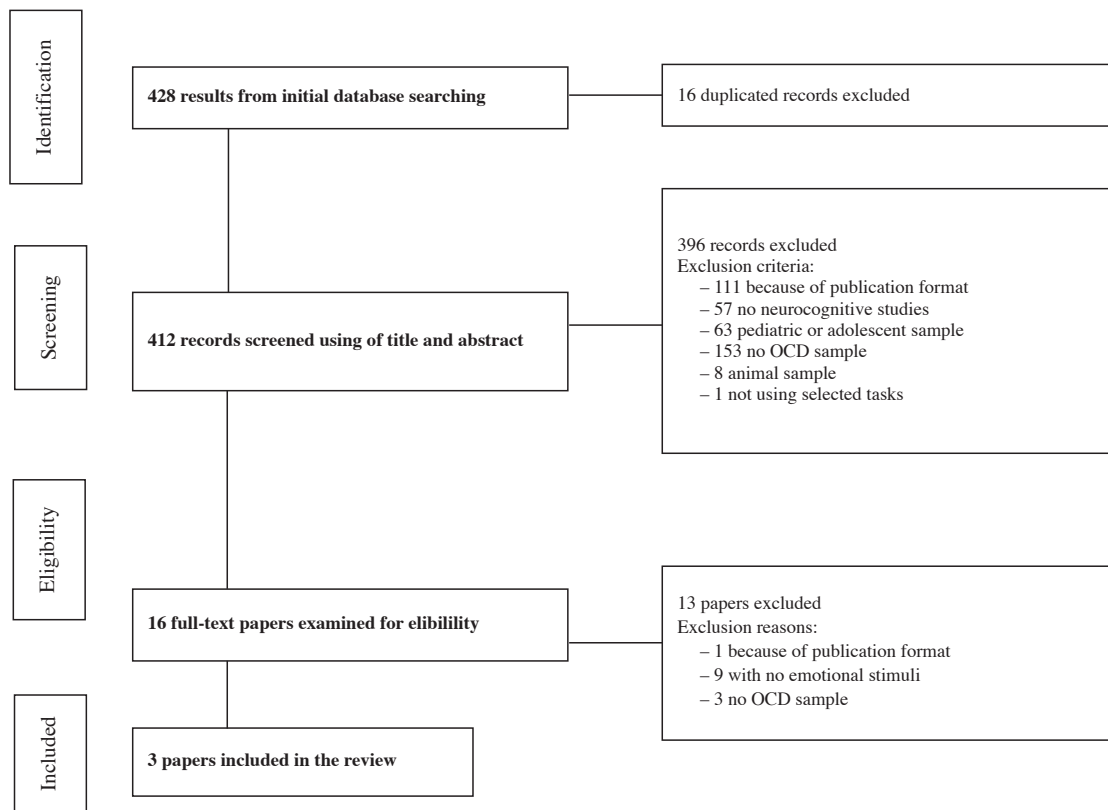 Identification
428 results from initial database searching
16 duplicated records excluded
Screening
412 records screened using of title and abstract
396 records excluded
Exclusion criteria:
– 111 because of publication format
– 57 no neurocognitive studies
– 63 pediatric or adolescent sample
– 153 no OCD sample
– 8 animal sample
– 1 not using selected tasks
Eligibility
16 full-text papers examined for elibility
13 papers excluded
Exclusion reasons:
– 1 because of publication format
– 9 with no emotional stimuli
– 3 no OCD sample
Included
3 papers included in the review